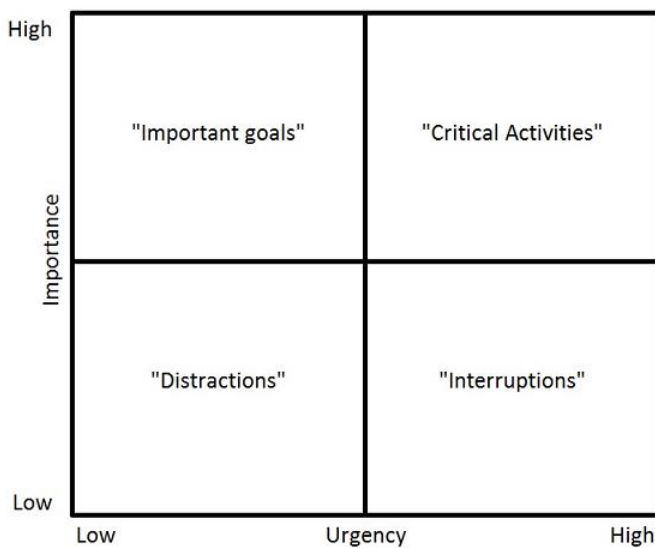 High
"Important goals"
"Critical Activities"
Importance
"Distractions"
"Interruptions"
Low
Low
Urgency
High